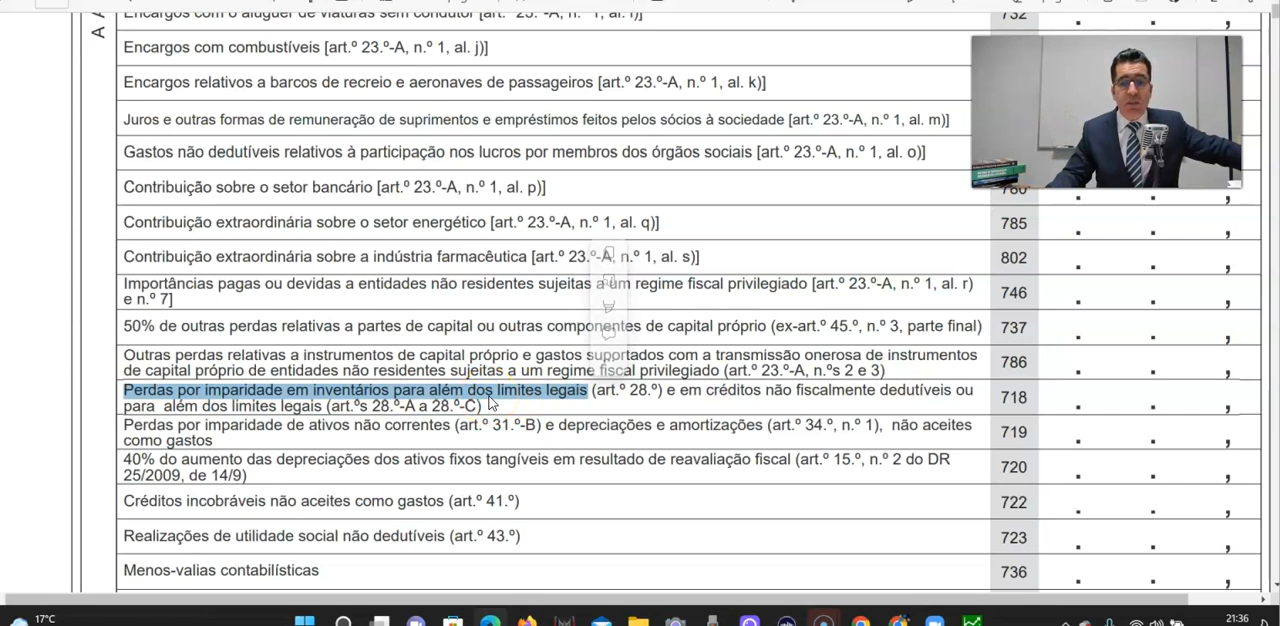 Encargos com o aluguer de viaturas sem condutor [art.º 23.º-A, n.º 1, al. i)] 732
A A
Encargos com combustíveis [art.º 23.º-A, n.º 1, al. j)]
Encargos relativos a barcos de recreio e aeronaves de passageiros [art.º 23.º-A, n.º 1, al. k)]
Juros e outras formas de remuneração de suprimentos e empréstimos feitos pelos sócios à sociedade [art.º 23.º-A, n.º 1, al. m)]
Gastos não dedutíveis relativos à participação nos lucros por membros dos órgãos sociais [art.º 23.º-A, n.º 1, al. o)]
Contribuição sobre o setor bancário [art.º 23.º-A, n.º 1, al. p)] 780
Contribuição extraordinária sobre o setor energético [art.º 23.º-A, n.º 1, al. q)] 785
Contribuição extraordinária sobre a indústria farmacêutica [art.º 23.º-A, n.º 1, al. s)] 802
Importâncias pagas ou devidas a entidades não residentes sujeitas a um regime fiscal privilegiado [art.º 23.º-A, n.º 1, al. r)
e n.º 7] 746
50% de outras perdas relativas a partes de capital ou outras componentes de capital próprio (ex-art.º 45.º, n.º 3, parte final) 737
Outras perdas relativas a instrumentos de capital próprio e gastos suportados com a transmissão onerosa de instrumentos
de capital próprio de entidades não residentes sujeitas a um regime fiscal privilegiado (art.º 23.º-A, n.ºs 2 e 3) 786
Perdas por imparidade em inventários para além dos limites legais (art.º 28.º) e em créditos não fiscalmente dedutíveis ou
para além dos limites legais (art.ºs 28.º-A a 28.º-C) 718
Perdas por imparidade de ativos não correntes (art.º 31.º-B) e depreciações e amortizações (art.º 34.º, n.º 1), não aceites
como gastos 719
40% do aumento das depreciações dos ativos fixos tangíveis em resultado de reavaliação fiscal (art.º 15.º, n.º 2 do DR
25/2009, de 14/9) 720
Créditos incobráveis não aceites como gastos (art.º 41.º) 722
Realizações de utilidade social não dedutíveis (art.º 43.º) 723
Menos-valias contabilísticas 736
17°C 21:36